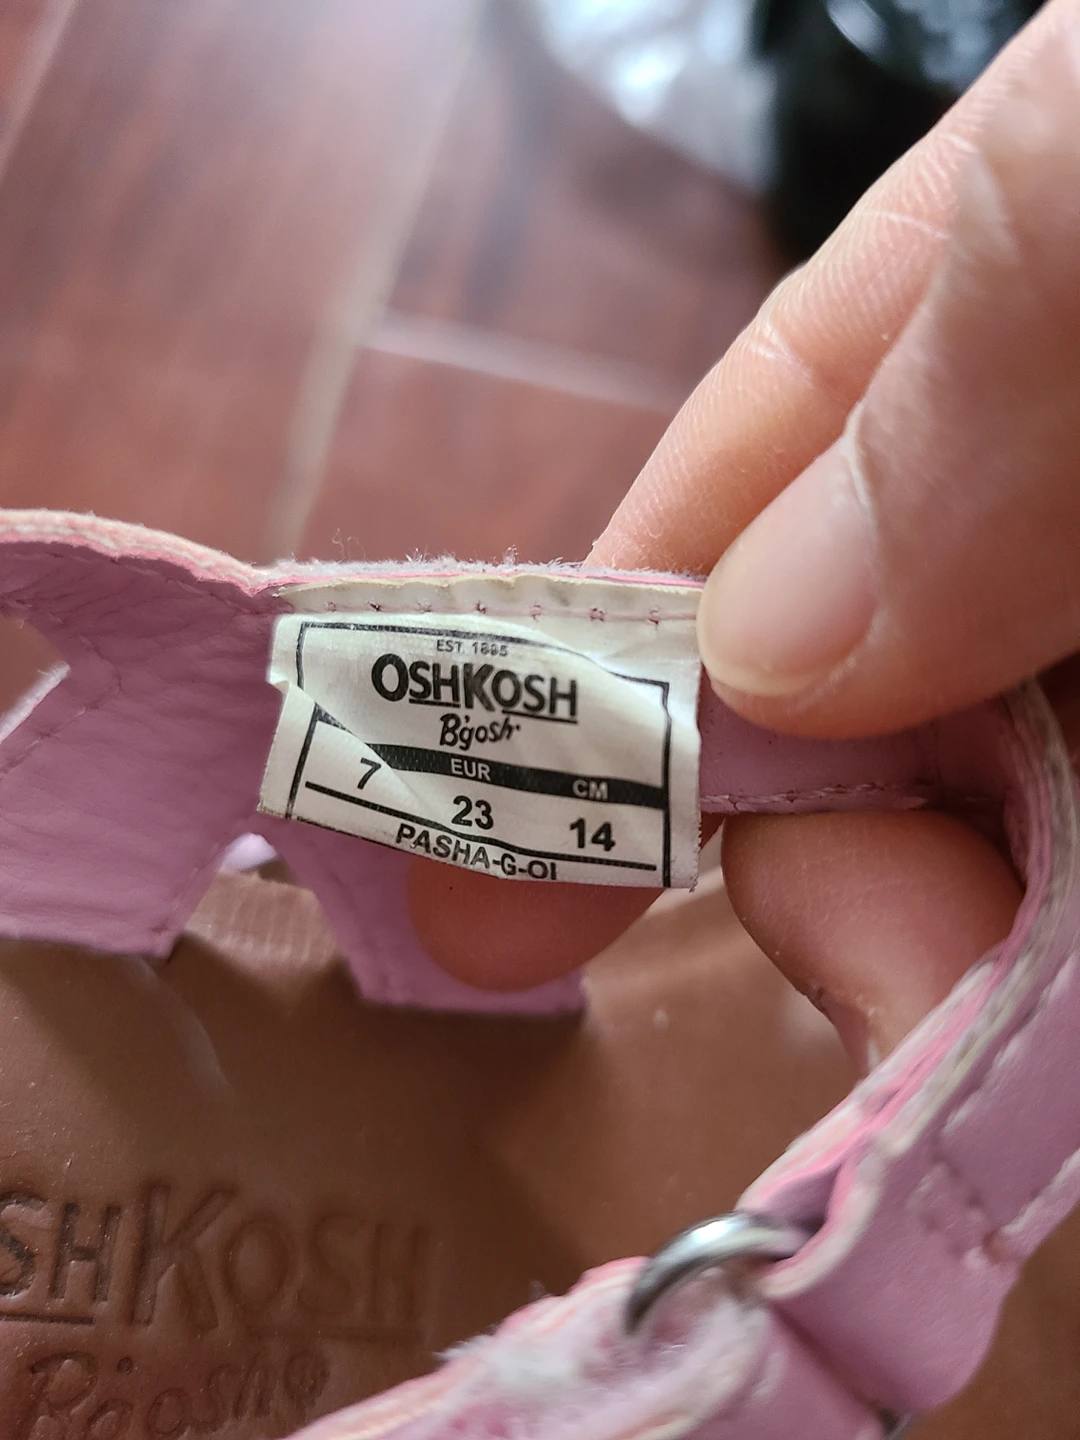 EST. 1895
OSHKOSH
B'gosh
EUR CM
7 23 14
PASHA-G-OI
SHKOSH
B'gosh